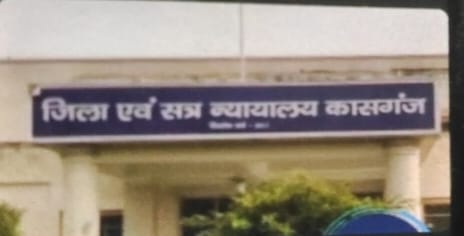 जिला एवं सत्र न्यायालय कासगंज